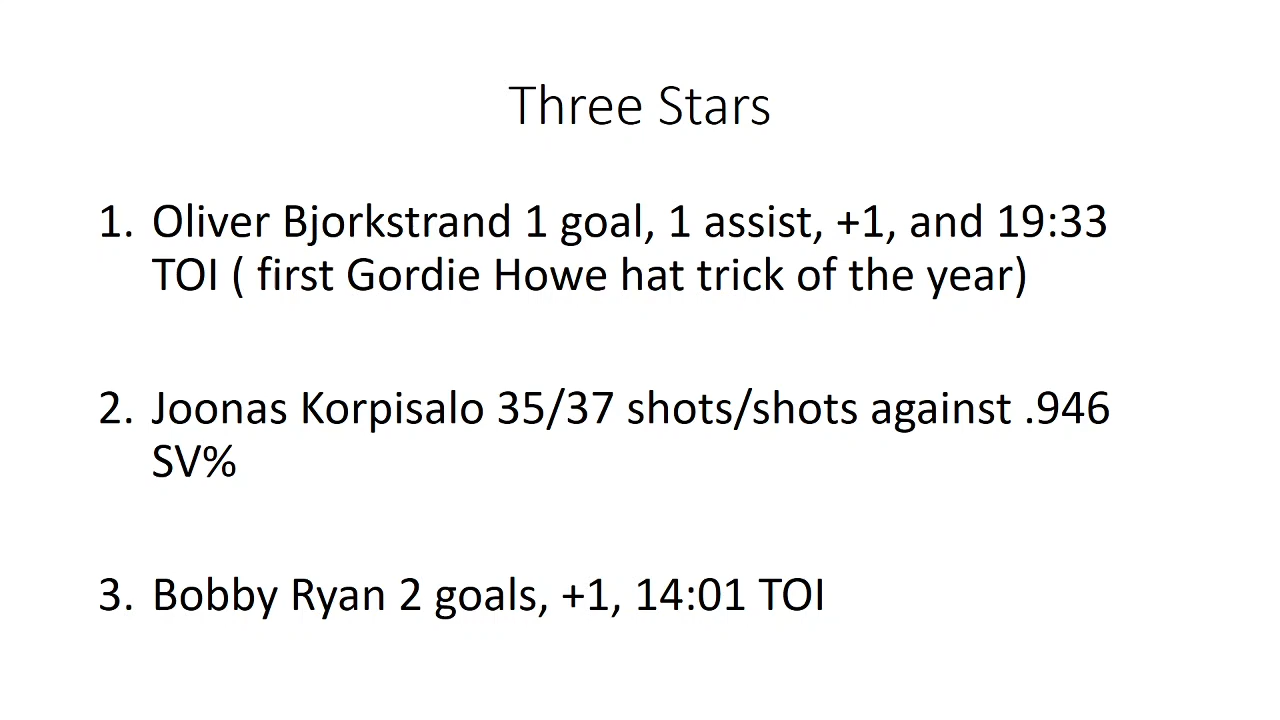 Three Stars
1. Oliver Bjorkstrand 1 goal, 1 assist, +1, and 19:33
TOI ( first Gordie Howe hat trick of the year)
2. Joonas Korpisalo 35/37 shots/shots against .946
SV%
3. Bobby Ryan 2 goals, +1, 14:01 TOI